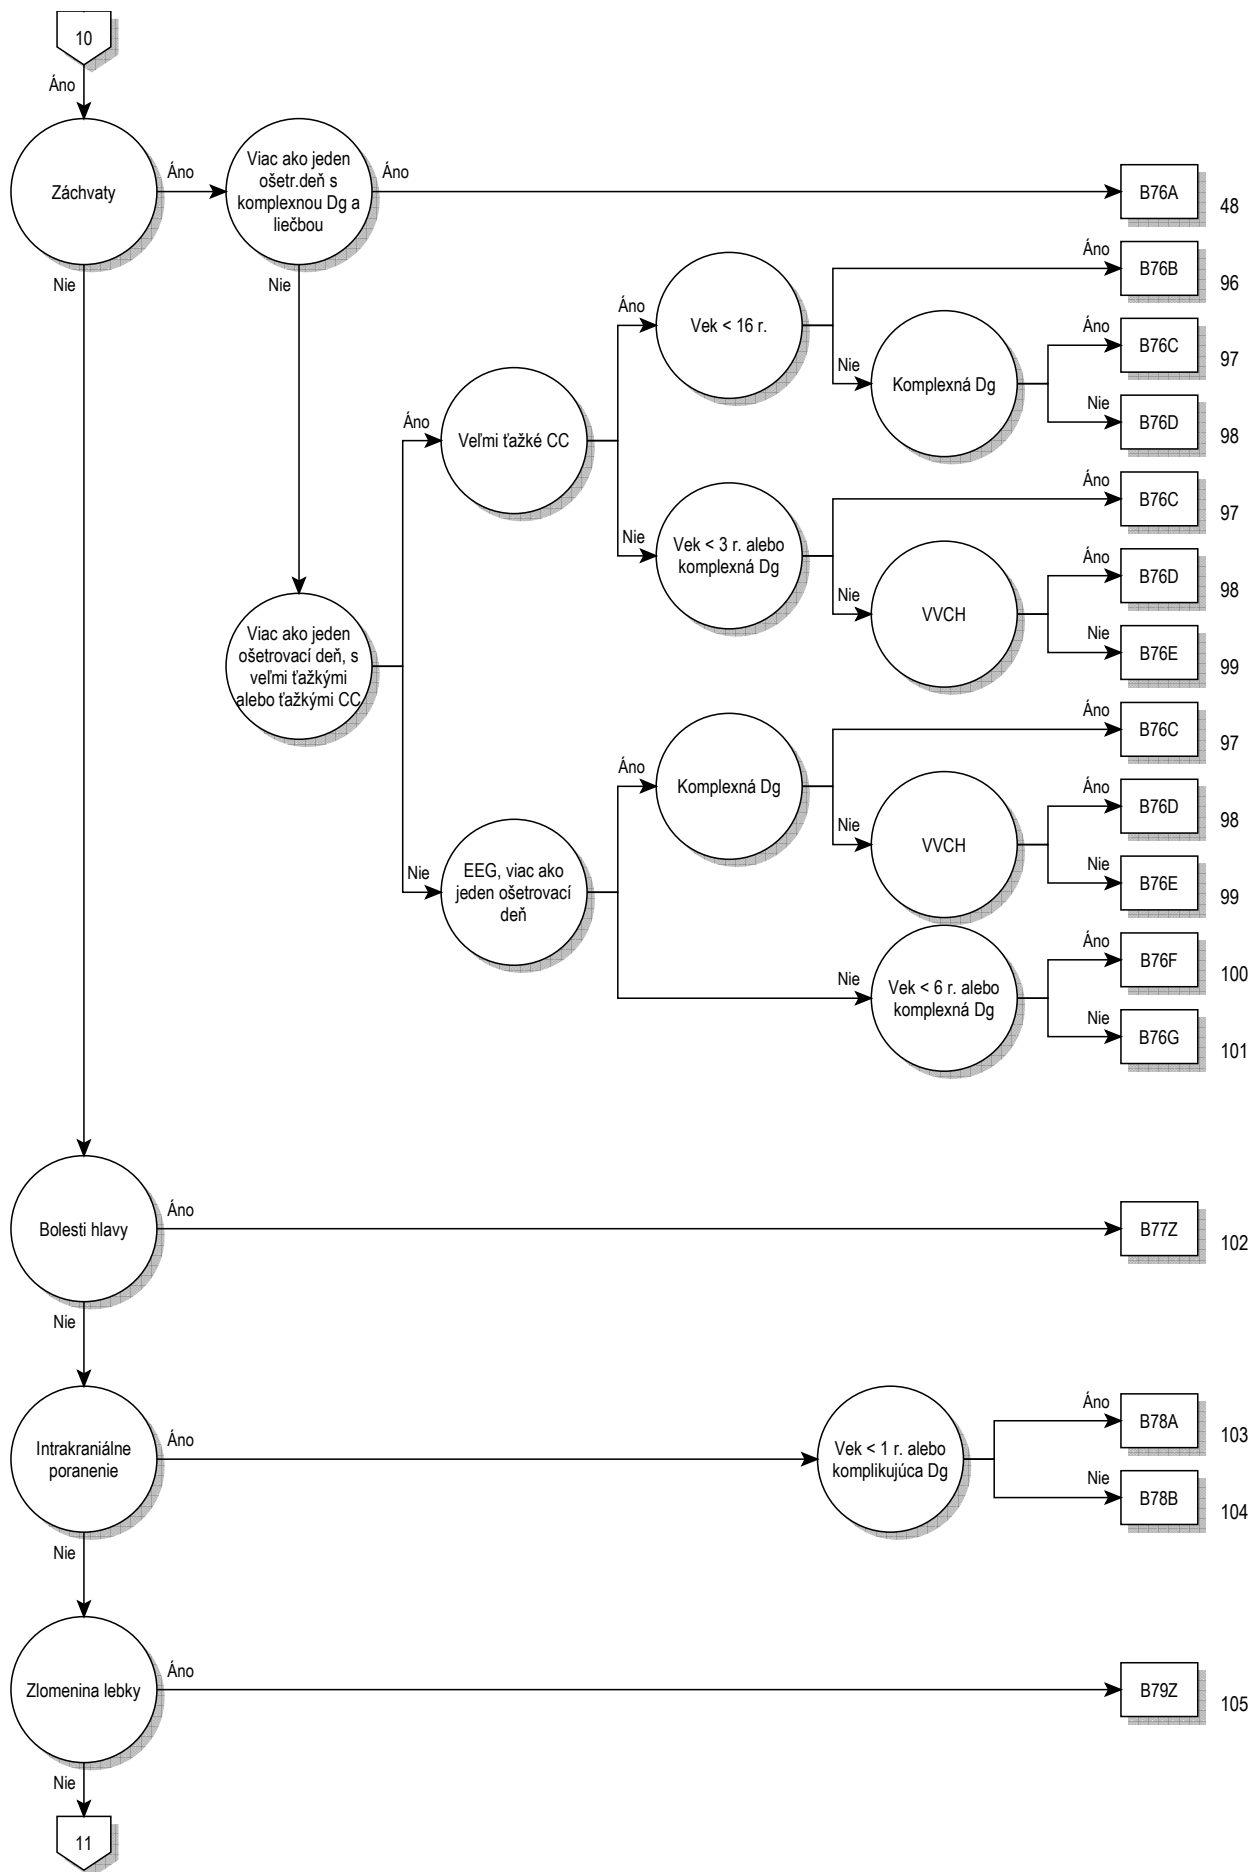 10
Áno
Záchvaty
Áno
Viac ako jeden
ošetr.deň s
komplexnou Dg a
liečbou
Áno
B76A
48
Nie
Nie
Áno
B76B
96
Áno
Vek < 16 r.
Áno
B76C
97
Nie
Komplexná Dg
Nie
B76D
98
Áno
Veľmi ťažké CC
Áno
B76C
97
Nie
Vek < 3 r. alebo
komplexná Dg
Áno
B76D
98
Nie
VVCH
Nie
B76E
99
Viac ako jeden
ošetrovací deň, s
veľmi ťažkými
alebo ťažkými CC
Áno
B76C
97
Áno
Komplexná Dg
Áno
B76D
98
Nie
VVCH
Nie
B76E
99
Nie
EEG, viac ako
jeden ošetrovací
deň
Áno
B76F
100
Nie
Vek < 6 r. alebo
komplexná Dg
Nie
B76G
101
Bolesti hlavy
Áno
B77Z
102
Nie
Intrakraniálne
poranenie
Áno
Vek < 1 r. alebo
komplikujúca Dg
Áno
B78A
103
Nie
B78B
104
Nie
Zlomenina lebky
Áno
B79Z
105
Nie
11